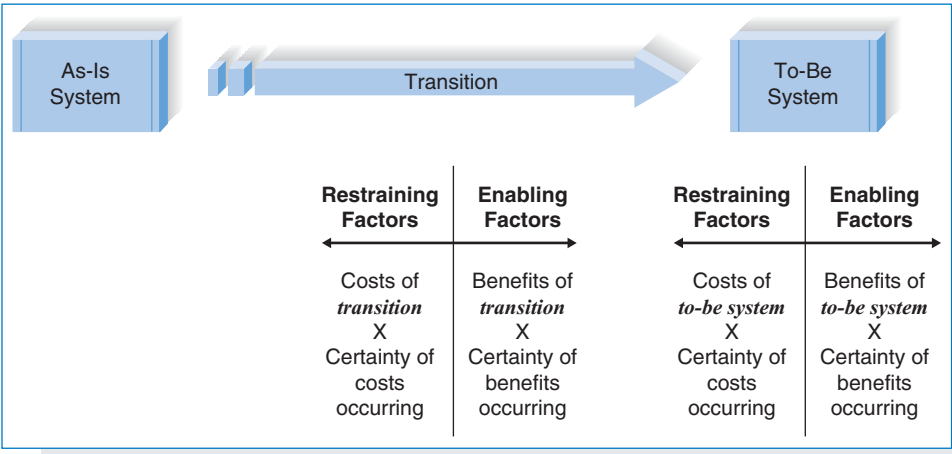 As-Is
System
Transition
To-Be
System
Restraining
Factors
Enabling
Factors
Costs of
transition
X
Certainty of
costs
occurring
Benefits of
transition
X
Certainty of
benefits
occurring
Restraining
Factors
Enabling
Factors
Costs of
to-be system
X
Certainty of
costs
occurring
Benefits of
to-be system
X
Certainty of
benefits
occurring